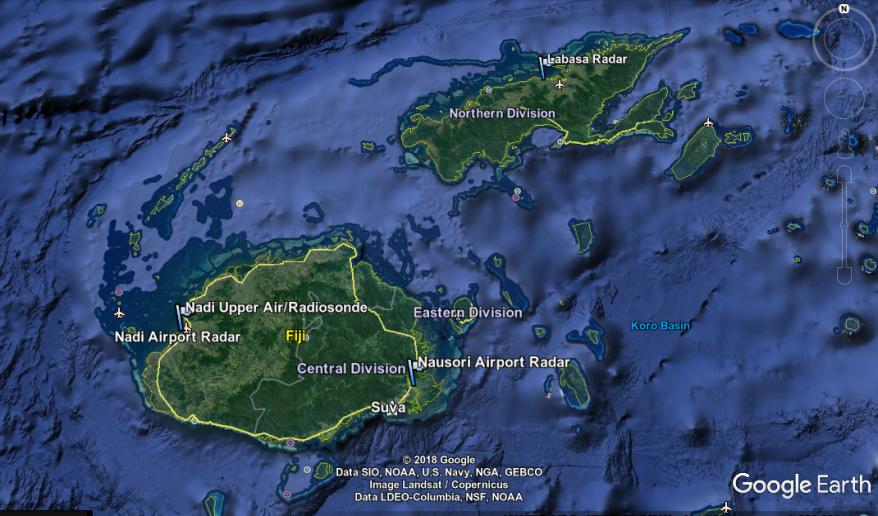 N
Labasa Radar
Northern Division
Nadi Upper Air/Radiosonde
Eastern Division
Koro Basin
Nadi Airport Radar
Fiji
Central Division
Nausori Airport Radar
Suva
© 2018 Google
Data SIO, NOAA, U.S. Navy, NGA, GEBCO
Image Landsat / Copernicus
Data LDEO-Columbia, NSF, NOAA
Google Earth